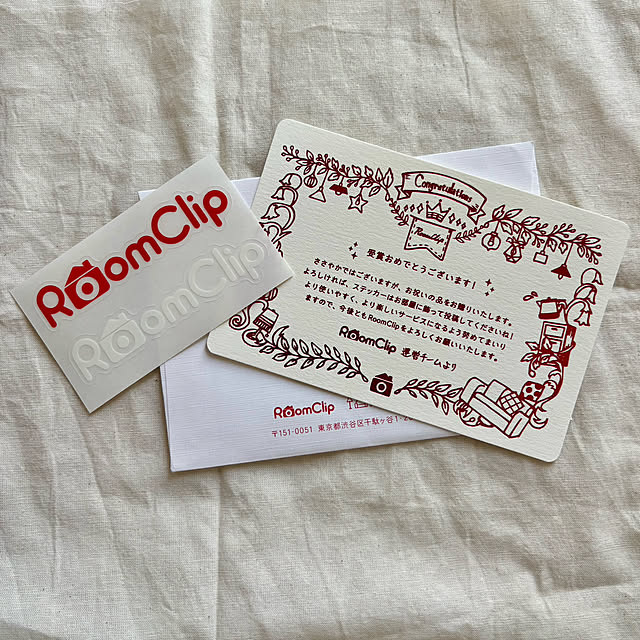 RoomClip
RoomClip
Congratulations
RoomClip
受賞おめでとうございます！
ささやかではございますが、お祝いの品をお贈りいたします。
よろしければ、ステッカーはお部屋に飾って投稿してくださいね！
より使いやすく、より楽しいサービスになるよう努めてまいり
ますので、今後ともRoomClipをよろしくお願いいたします。
RoomClip 運営チームより
RoomClip
〒151-0051 東京都渋谷区千駄ヶ谷1-2